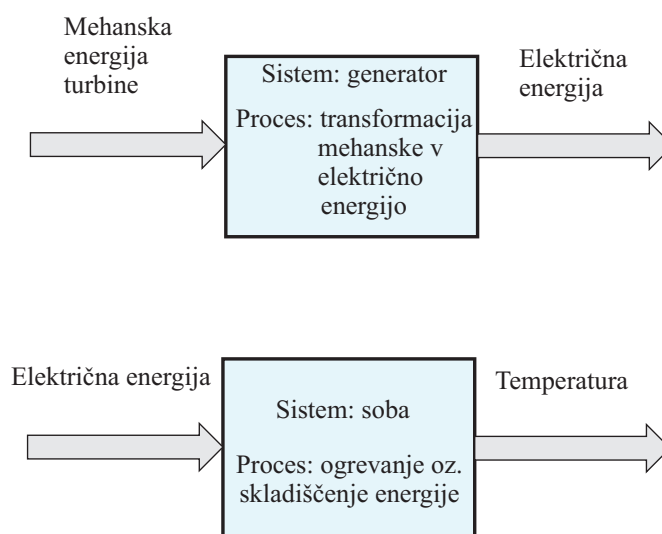 Mehanska
energija
turbine
Sistem: generator
Proces: transformacija
mehanske v
električno
energijo
Električna
energija
Električna energija
Sistem: soba
Proces: ogrevanje oz.
skladiščenje energije
Temperatura